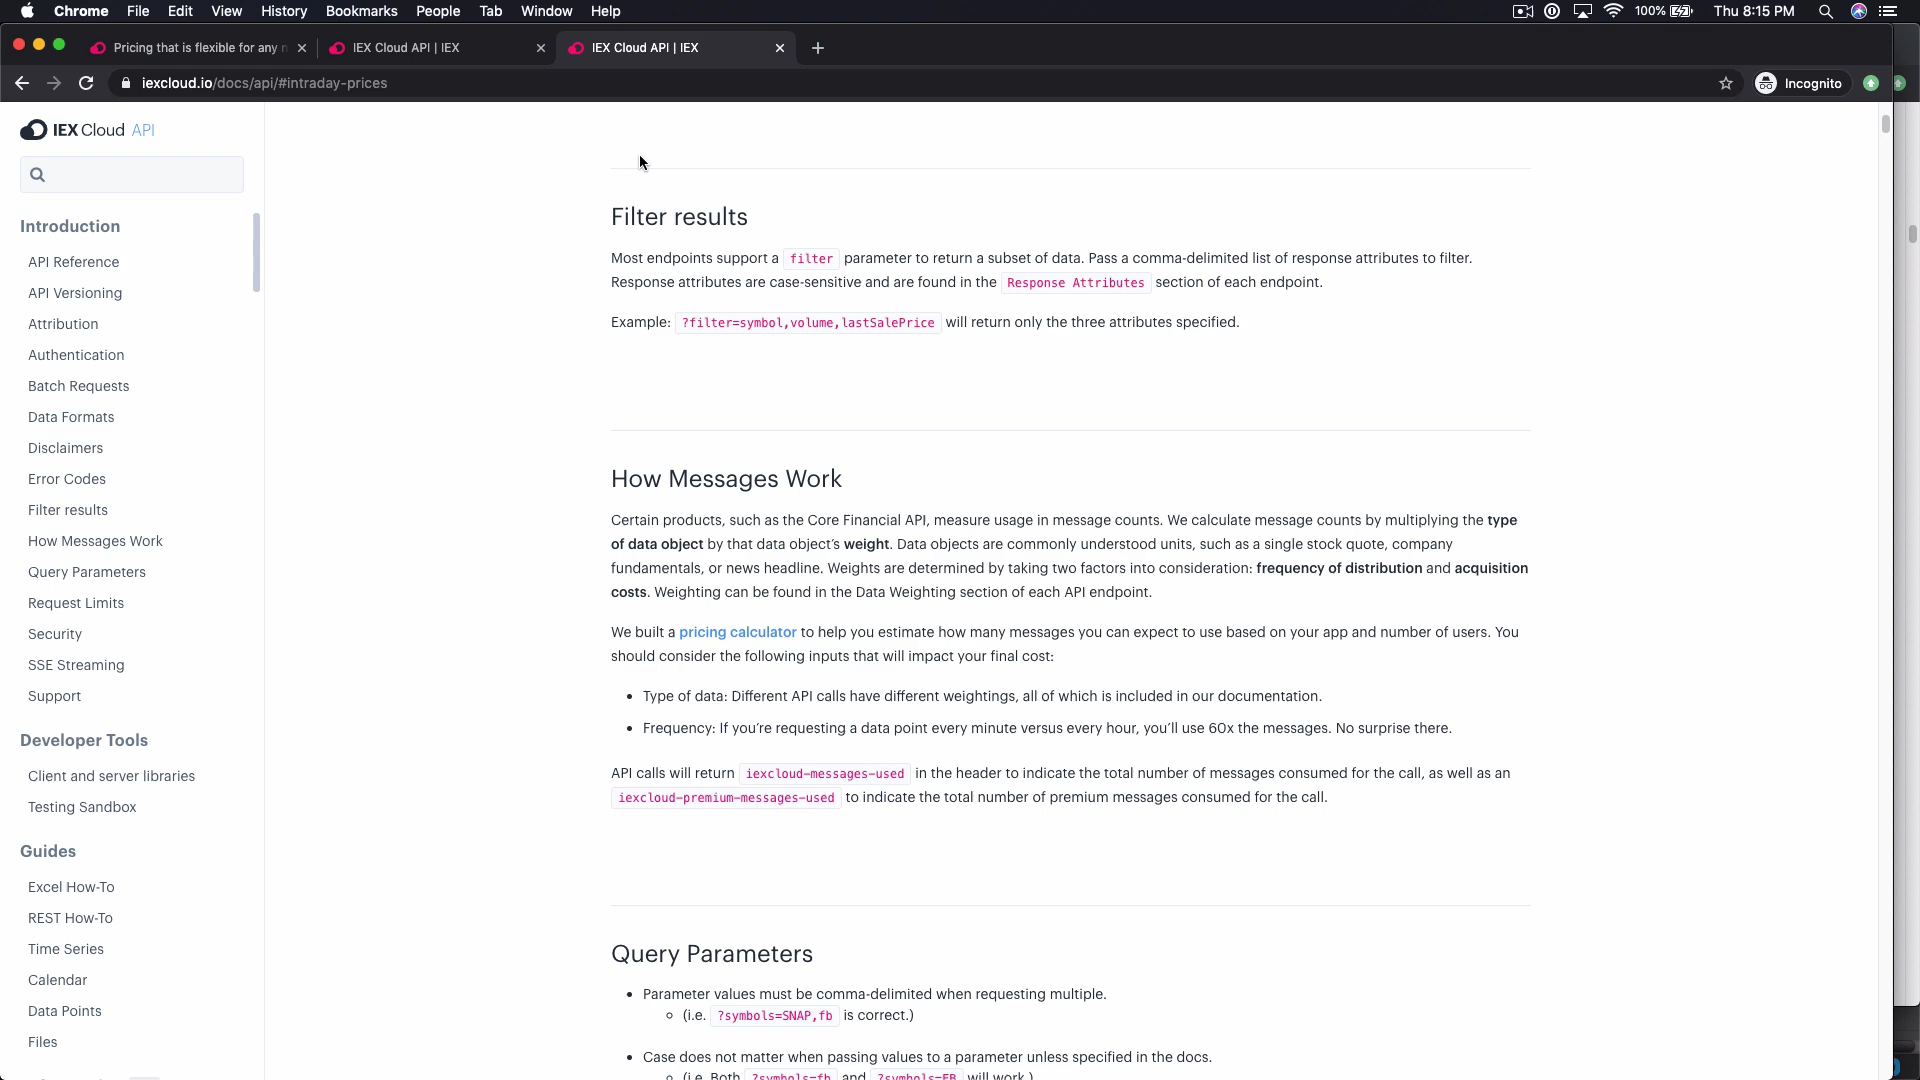 Chrome File Edit View History Bookmarks People Tab Window Help 100% Thu 8:15 PM
Pricing that is flexible for any n IEX Cloud API | IEX IEX Cloud API | IEX
iexcloud.io/docs/api/#intraday-prices Incognito
IEX Cloud API
Introduction
API Reference
API Versioning
Attribution
Authentication
Batch Requests
Data Formats
Disclaimers
Error Codes
Filter results
How Messages Work
Query Parameters
Request Limits
Security
SSE Streaming
Support
Developer Tools
Client and server libraries
Testing Sandbox
Guides
Excel How-To
REST How-To
Time Series
Calendar
Data Points
Files
Filter results
Most endpoints support a filter parameter to return a subset of data. Pass a comma-delimited list of response attributes to filter.
Response attributes are case-sensitive and are found in the Response Attributes section of each endpoint.
Example: ?filter=symbol,volume,lastSalePrice will return only the three attributes specified.
How Messages Work
Certain products, such as the Core Financial API, measure usage in message counts. We calculate message counts by multiplying the type
of data object by that data object’s weight. Data objects are commonly understood units, such as a single stock quote, company
fundamentals, or news headline. Weights are determined by taking two factors into consideration: frequency of distribution and acquisition
costs. Weighting can be found in the Data Weighting section of each API endpoint.
We built a pricing calculator to help you estimate how many messages you can expect to use based on your app and number of users. You
should consider the following inputs that will impact your final cost:
• Type of data: Different API calls have different weightings, all of which is included in our documentation.
• Frequency: If you’re requesting a data point every minute versus every hour, you’ll use 60x the messages. No surprise there.
API calls will return iexcloud-messages-used in the header to indicate the total number of messages consumed for the call, as well as an
iexcloud-premium-messages-used to indicate the total number of premium messages consumed for the call.
Query Parameters
• Parameter values must be comma-delimited when requesting multiple.
(i.e. ?symbols=SNAP,fb is correct.)
• Case does not matter when passing values to a parameter unless specified in the docs.
(i.e. Both ?symbols=fb and ?symbols=FB will work.)